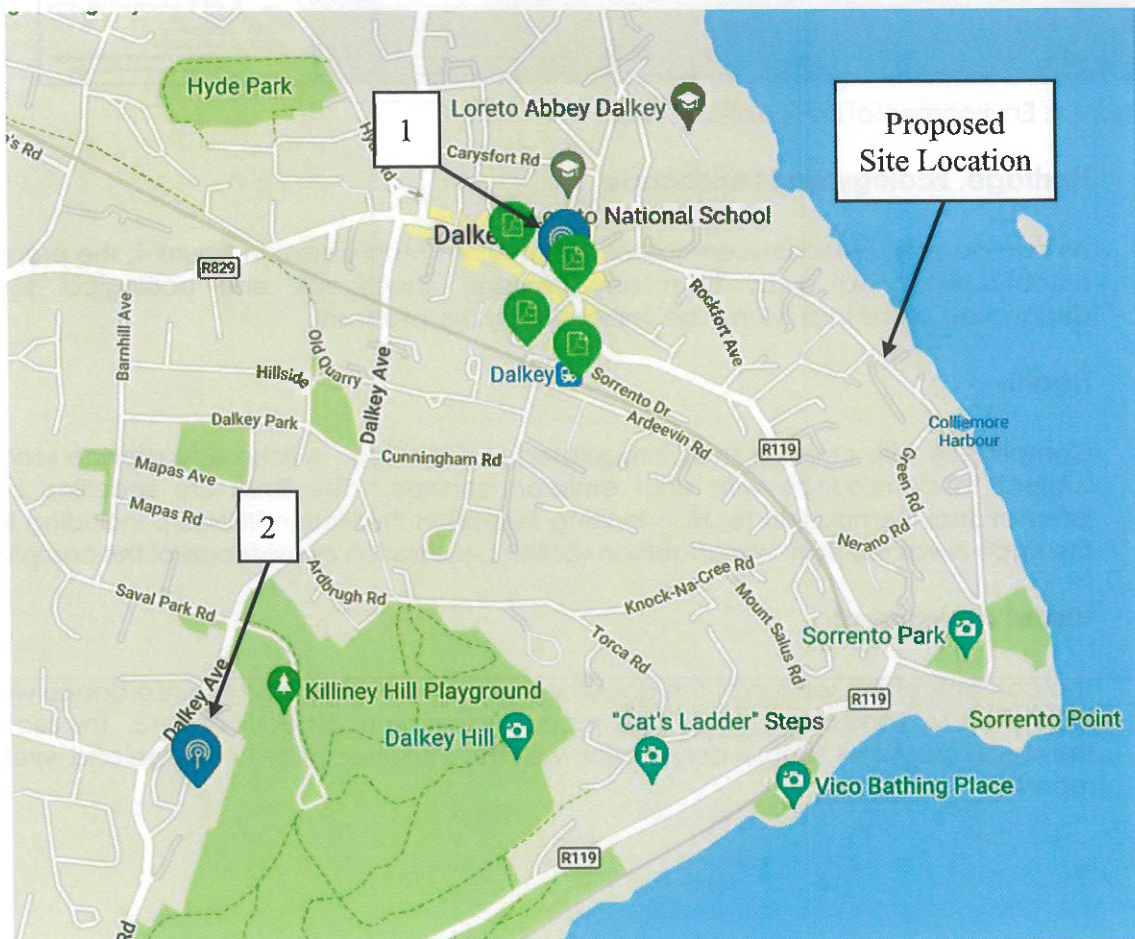 Hyde Park
Loreto Abbey Dalkey
Proposed
Site Location
1
Carysfort Rd
National School
R829
Rockfort Ave
Barnhill Ave
Old Quarry
Hillside
Dalkey
Sorrento Dr
Ardeevin Rd
Dalkey Ave
Dalkey Park
Colliemore
Harbour
R119
Cunningham Rd
Green Rd
Mapas Ave
Mapas Rd
2
Nerano Rd
Ardbrugh Rd
Knock-Na-Cree Rd
Saval Park Rd
Mount Salus Rd
Torca Rd
Sorrento Park
Killiney Hill Playground
Dalkey Ave
R119
"Cat's Ladder" Steps
Sorrento Point
Dalkey Hill
Vico Bathing Place
R119
Rd